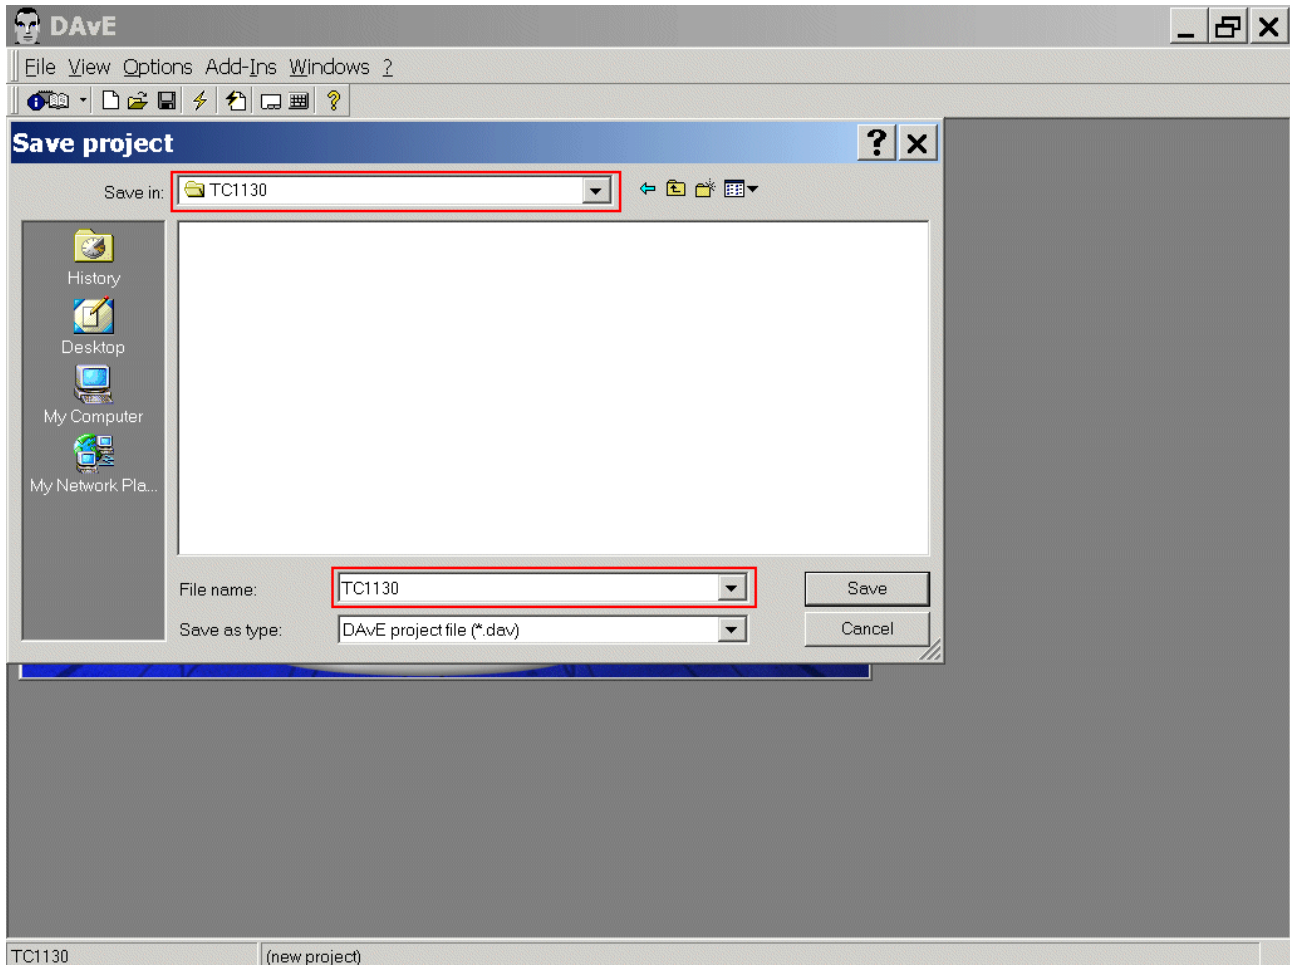 DAvE
File View Options Add-Ins Windows ?
Save project
Save in: TC1130
History
Desktop
My Computer
My Network Pla...
File name: TC1130 Save
Save as type: DAvE project file (*.dav) Cancel
TC1130 (new project)